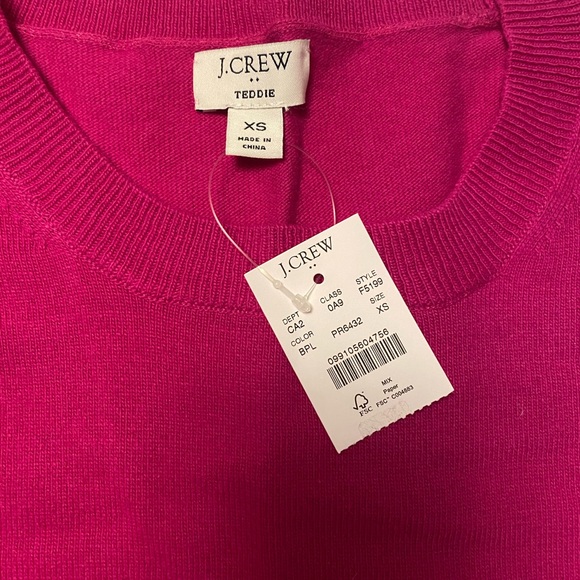 J.CREW
TEDDIE
XS
MADE IN
CHINA
J.CREW
DEPT CLASS STYLE
CA2 0A9 F5199
COLOR SIZE
BPL PR6432 XS
099105604756
MIX
Paper
FSC FSC™ C004883